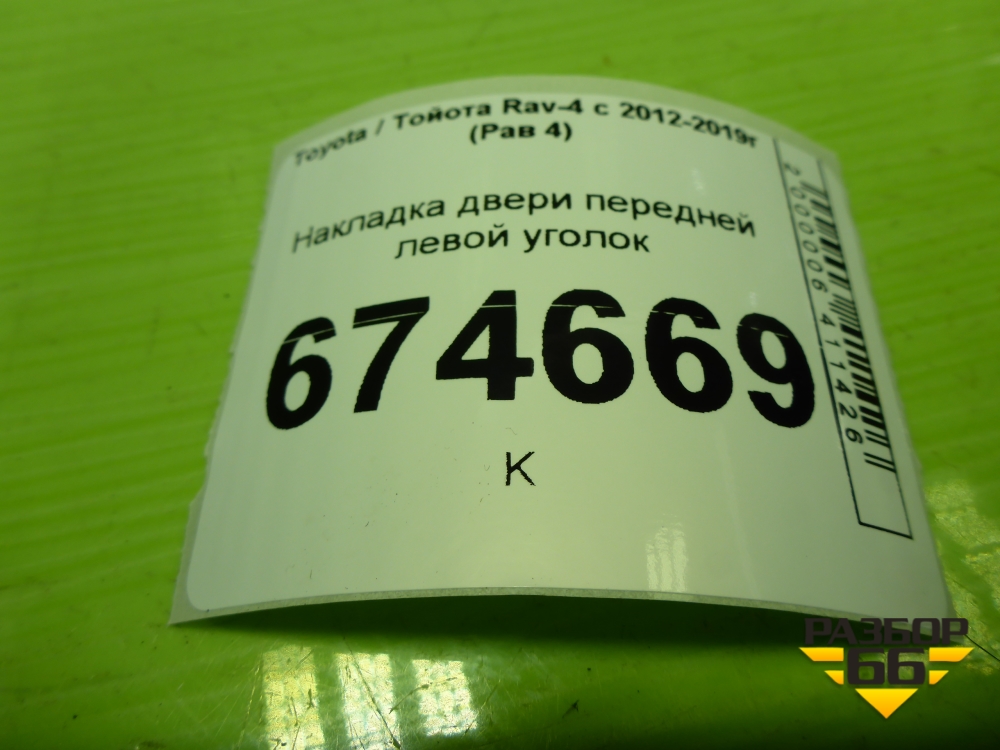 Toyota / Тойота Rav-4 с 2012-2019г
(Рав 4)
Накладка двери передней
левой уголок
674669
К
2000006411426
РАЗБОР
66